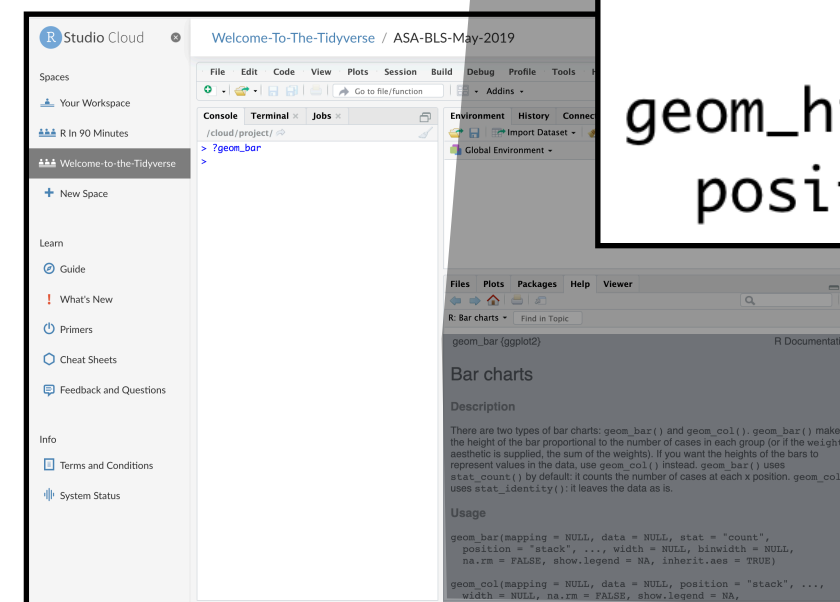 R Studio Cloud
Welcome-To-The-Tidyverse / ASA-BLS-May-2019
Spaces
Your Workspace
R In 90 Minutes
Welcome-to-the-Tidyverse
New Space
Learn
Guide
What's New
Primers
Cheat Sheets
Feedback and Questions
Info
Terms and Conditions
System Status
File Edit Code View Plots Session Build Debug Profile Tools H
Go to file/function Addins
Console Terminal Jobs
/cloud/project/
> ?geom_bar
>
Environment History Connec
Import Dataset
Global Environment
geom_h
posit
Files Plots Packages Help Viewer
R: Bar charts Find in Topic
geom_bar {ggplot2} R Documentati
Bar charts
Description
There are two types of bar charts: geom_bar() and geom_col(). geom_bar() make
the height of the bar proportional to the number of cases in each group (or if the weight
aesthetic is supplied, the sum of the weights). If you want the heights of the bars to
represent values in the data, use geom_col() instead. geom_bar() uses
stat_count() by default: it counts the number of cases at each x position. geom_col
uses stat_identity(): it leaves the data as is.
Usage
geom_bar(mapping = NULL, data = NULL, stat = "count",
position = "stack", ..., width = NULL, binwidth = NULL,
na.rm = FALSE, show.legend = NA, inherit.aes = TRUE)
geom_col(mapping = NULL, data = NULL, position = "stack", ...,
width = NULL, na.rm = FALSE, show.legend = NA,